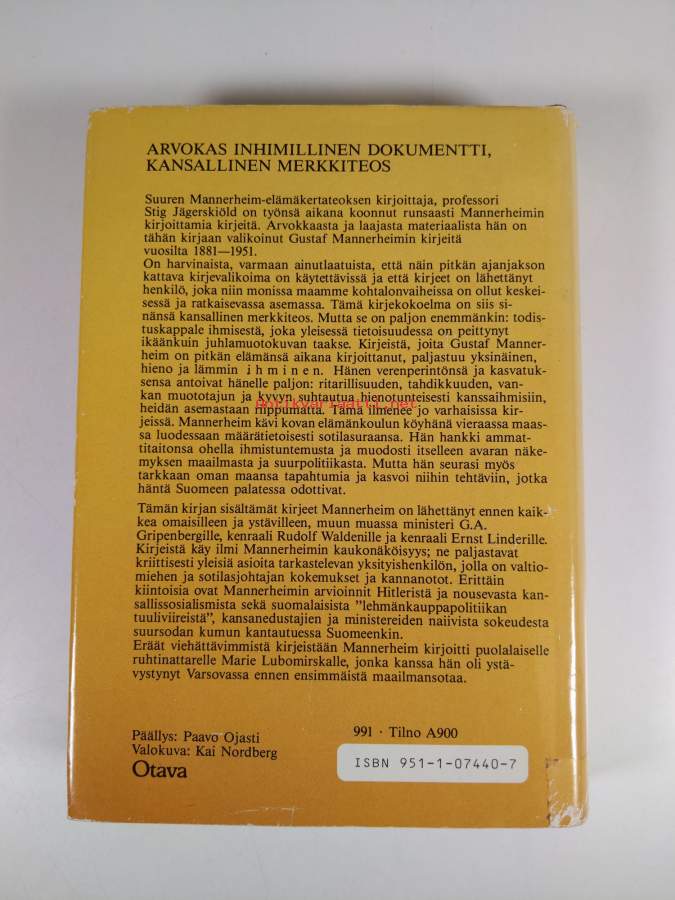 ARVOKAS INHIMILLINEN DOKUMENTTI,
KANSALLINEN MERKKITEOS
Suuren Mannerheim-elämäkertateoksen kirjoittaja, professori
Stig Jägerskiöld on työnsä aikana koonnut runsaasti Mannerheimin
kirjoittamia kirjeitä. Arvokkaasta ja laajasta materiaalista hän on
tähän kirjaan valikoinut Gustaf Mannerheimin kirjeitä
vuosilta 1881—1951.
On harvinaista, varmaan ainutlaatuista, että näin pitkän ajanjakson
kattava kirjevalikoima on käytettävissä ja että kirjeet on lähettänyt
henkilö, joka niin monissa maamme kohtalonvaiheissa on ollut keskei-
sessä ja ratkaisevassa asemassa. Tämä kirjekokoelma on siis si-
nänsä kansallinen merkkiteos. Mutta se on paljon enemmänkin: todis-
tuskappale ihmisestä, joka yleisessä tietoisuudessa on peittynyt
ikäänkuin juhlamuotokuvan taakse. Kirjeistä, joita Gustaf Manner-
heim on pitkän elämänsä aikana kirjoittanut, paljastuu yksinäinen,
hieno ja lämmin i h m i n e n. Hänen verenperintönsä ja kasvatuk-
sensa antoivat hänelle paljon: ritarillisuuden, tahdikkuuden, van-
kan muototajun ja kyvyn suhtautua hienotunteisesti kanssaihmisiin,
antikvariaatti.net
heidän asemastaan riippumatta. Tämä ilmenee jo varhaisissa kir-
jeissä. Mannerheim kävi kovan elämänkoulun köyhänä vieraassa maas-
sa luodessaan määrätietoisesti sotilasuraansa. Hän hankki ammat-
titaitonsa ohella ihmistuntemusta ja muodosti itselleen avaran näke-
myksen maailmasta ja suurpolitiikasta. Mutta hän seurasi myös
tarkkaan oman maansa tapahtumia ja kasvoi niihin tehtäviin, jotka
häntä Suomeen palatessa odottivat.
Tämän kirjan sisältämät kirjeet Mannerheim on lähettänyt ennen kaik-
kea omaisilleen ja ystävilleen, muun muassa ministeri G.A.
Gripenbergille, kenraali Rudolf Waldenille ja kenraali Ernst Linderille.
Kirjeistä käy ilmi Mannerheimin kaukonäköisyys; ne paljastavat
kriittisesti yleisiä asioita tarkastelevan yksityishenkilön, jolla on valtio-
miehen ja sotilasjohtajan kokemukset ja kannanotot. Erittäin
kiintoisia ovat Mannerheimin arvioinnit Hitleristä ja nousevasta kan-
sallissosialismista sekä suomalaisista "lehmänkauppapolitiikan
tuuliviireistä", kansanedustajien ja ministereiden naiivista sokeudesta
suursodan kumun kantautuessa Suomeenkin.
Eräät viehättävimmistä kirjeistään Mannerheim kirjoitti puolalaiselle
ruhtinattarelle Marie Lubomirskalle, jonka kanssa hän oli ystä-
vystynyt Varsovassa ennen ensimmäistä maailmansotaa.
Päällys: Paavo Ojasti
Valokuva: Kai Nordberg
Otava
991 · Tilno A900
ISBN 951-1-07440-7